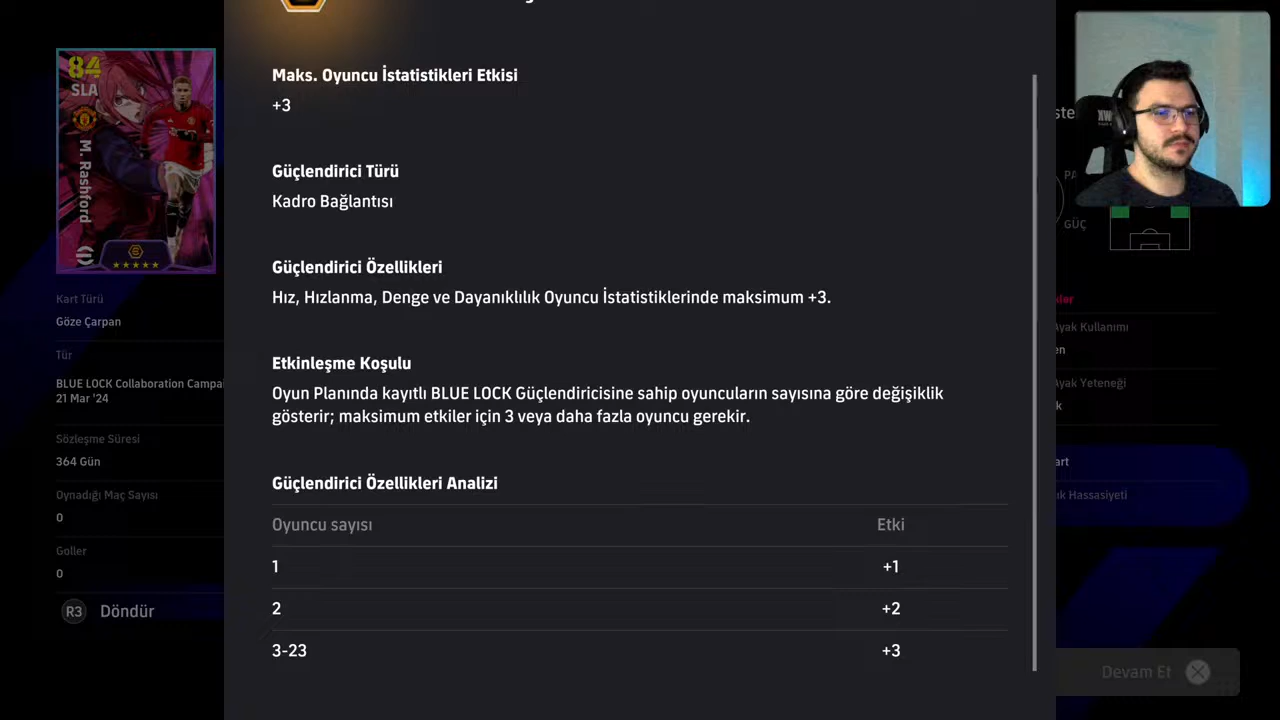 84
SLA
M. Rashford
Kart Türü
Göze Çarpan
Tür
BLUE LOCK Collaboration Campai
21 Mar '24
Sözleşme Süresi
364 Gün
Oynadığı Maç Sayısı
0
Goller
0
R3 Döndür
Maks. Oyuncu İstatistikleri Etkisi
+3
Güçlendirici Türü
Kadro Bağlantısı
Güçlendirici Özellikleri
Hız, Hızlanma, Denge ve Dayanıklılık Oyuncu İstatistiklerinde maksimum +3.
Etkinleşme Koşulu
Oyun Planında kayıtlı BLUE LOCK Güçlendiricisine sahip oyuncuların sayısına göre değişiklik
gösterir; maksimum etkiler için 3 veya daha fazla oyuncu gerekir.
Güçlendirici Özellikleri Analizi
Oyuncu sayısı Etki
1 +1
2 +2
3-23 +3
GÜÇ
Ayak Kullanımı
Ayak Yeteneği
Devam Et